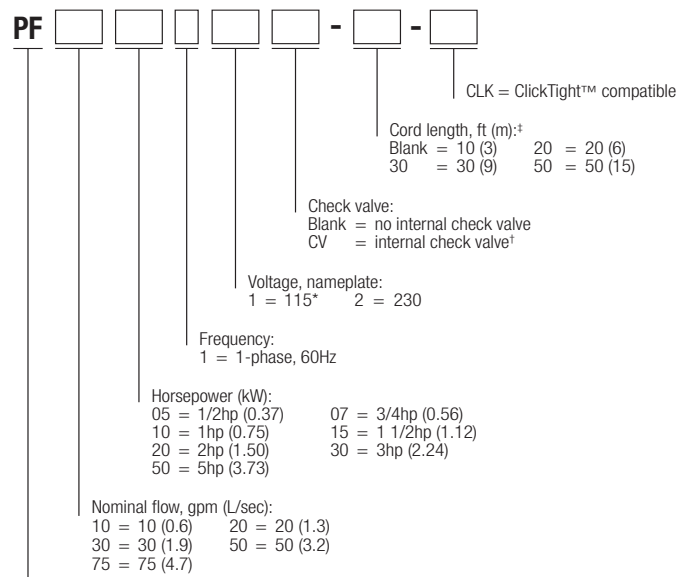 PF - -
CLK = ClickTight™ compatible
Cord length, ft (m):‡
Blank = 10 (3) 20 = 20 (6)
30 = 30 (9) 50 = 50 (15)
Check valve:
Blank = no internal check valve
CV = internal check valve†
Voltage, nameplate:
1 = 115* 2 = 230
Frequency:
1 = 1-phase, 60Hz
Horsepower (kW):
05 = 1/2hp (0.37) 07 = 3/4hp (0.56)
10 = 1hp (0.75) 15 = 1 1/2hp (1.12)
20 = 2hp (1.50) 30 = 3hp (2.24)
50 = 5hp (3.73)
Nominal flow, gpm (L/sec):
10 = 10 (0.6) 20 = 20 (1.3)
30 = 30 (1.9) 50 = 50 (3.2)
75 = 75 (4.7)